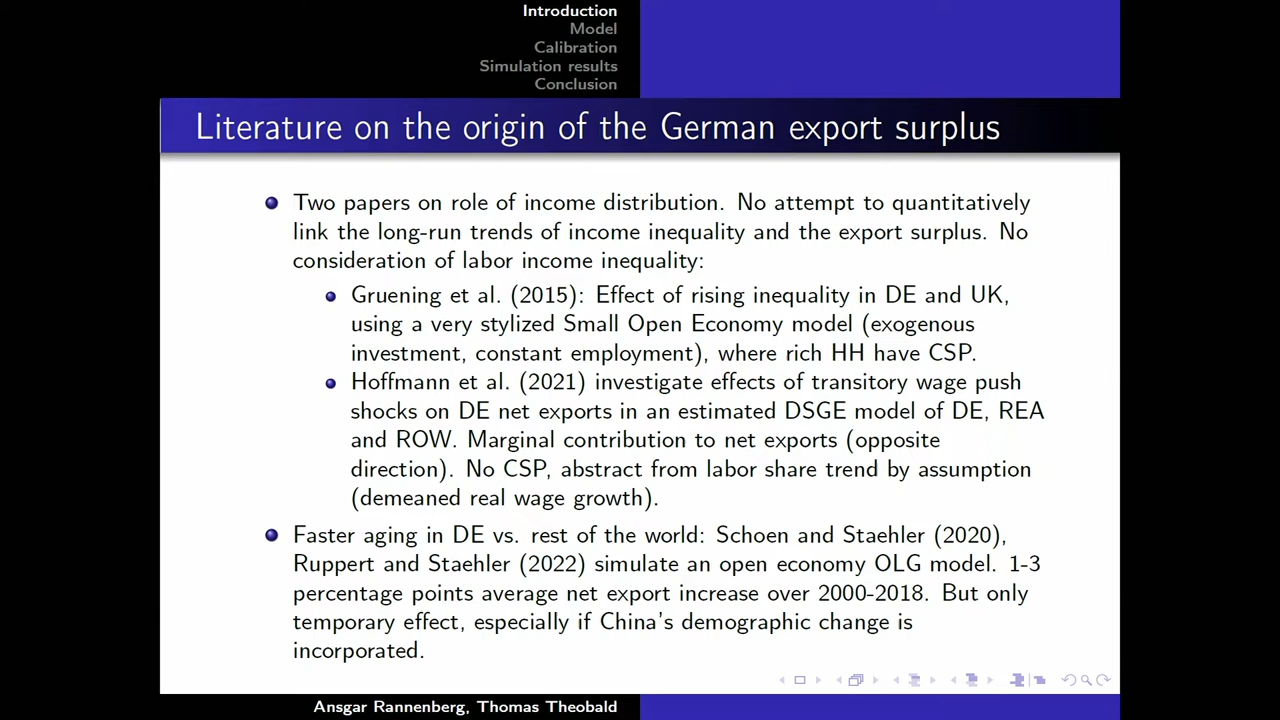 Introduction
Model
Calibration
Simulation results
Conclusion
Literature on the origin of the German export surplus
Two papers on role of income distribution. No attempt to quantitatively
link the long-run trends of income inequality and the export surplus. No
consideration of labor income inequality:
Gruening et al. (2015): Effect of rising inequality in DE and UK,
using a very stylized Small Open Economy model (exogenous
investment, constant employment), where rich HH have CSP.
Hoffmann et al. (2021) investigate effects of transitory wage push
shocks on DE net exports in an estimated DSGE model of DE, REA
and ROW. Marginal contribution to net exports (opposite
direction). No CSP, abstract from labor share trend by assumption
(demeaned real wage growth).
Faster aging in DE vs. rest of the world: Schoen and Staehler (2020),
Ruppert and Staehler (2022) simulate an open economy OLG model. 1-3
percentage points average net export increase over 2000-2018. But only
temporary effect, especially if China's demographic change is
incorporated.
Ansgar Rannenberg, Thomas Theobald